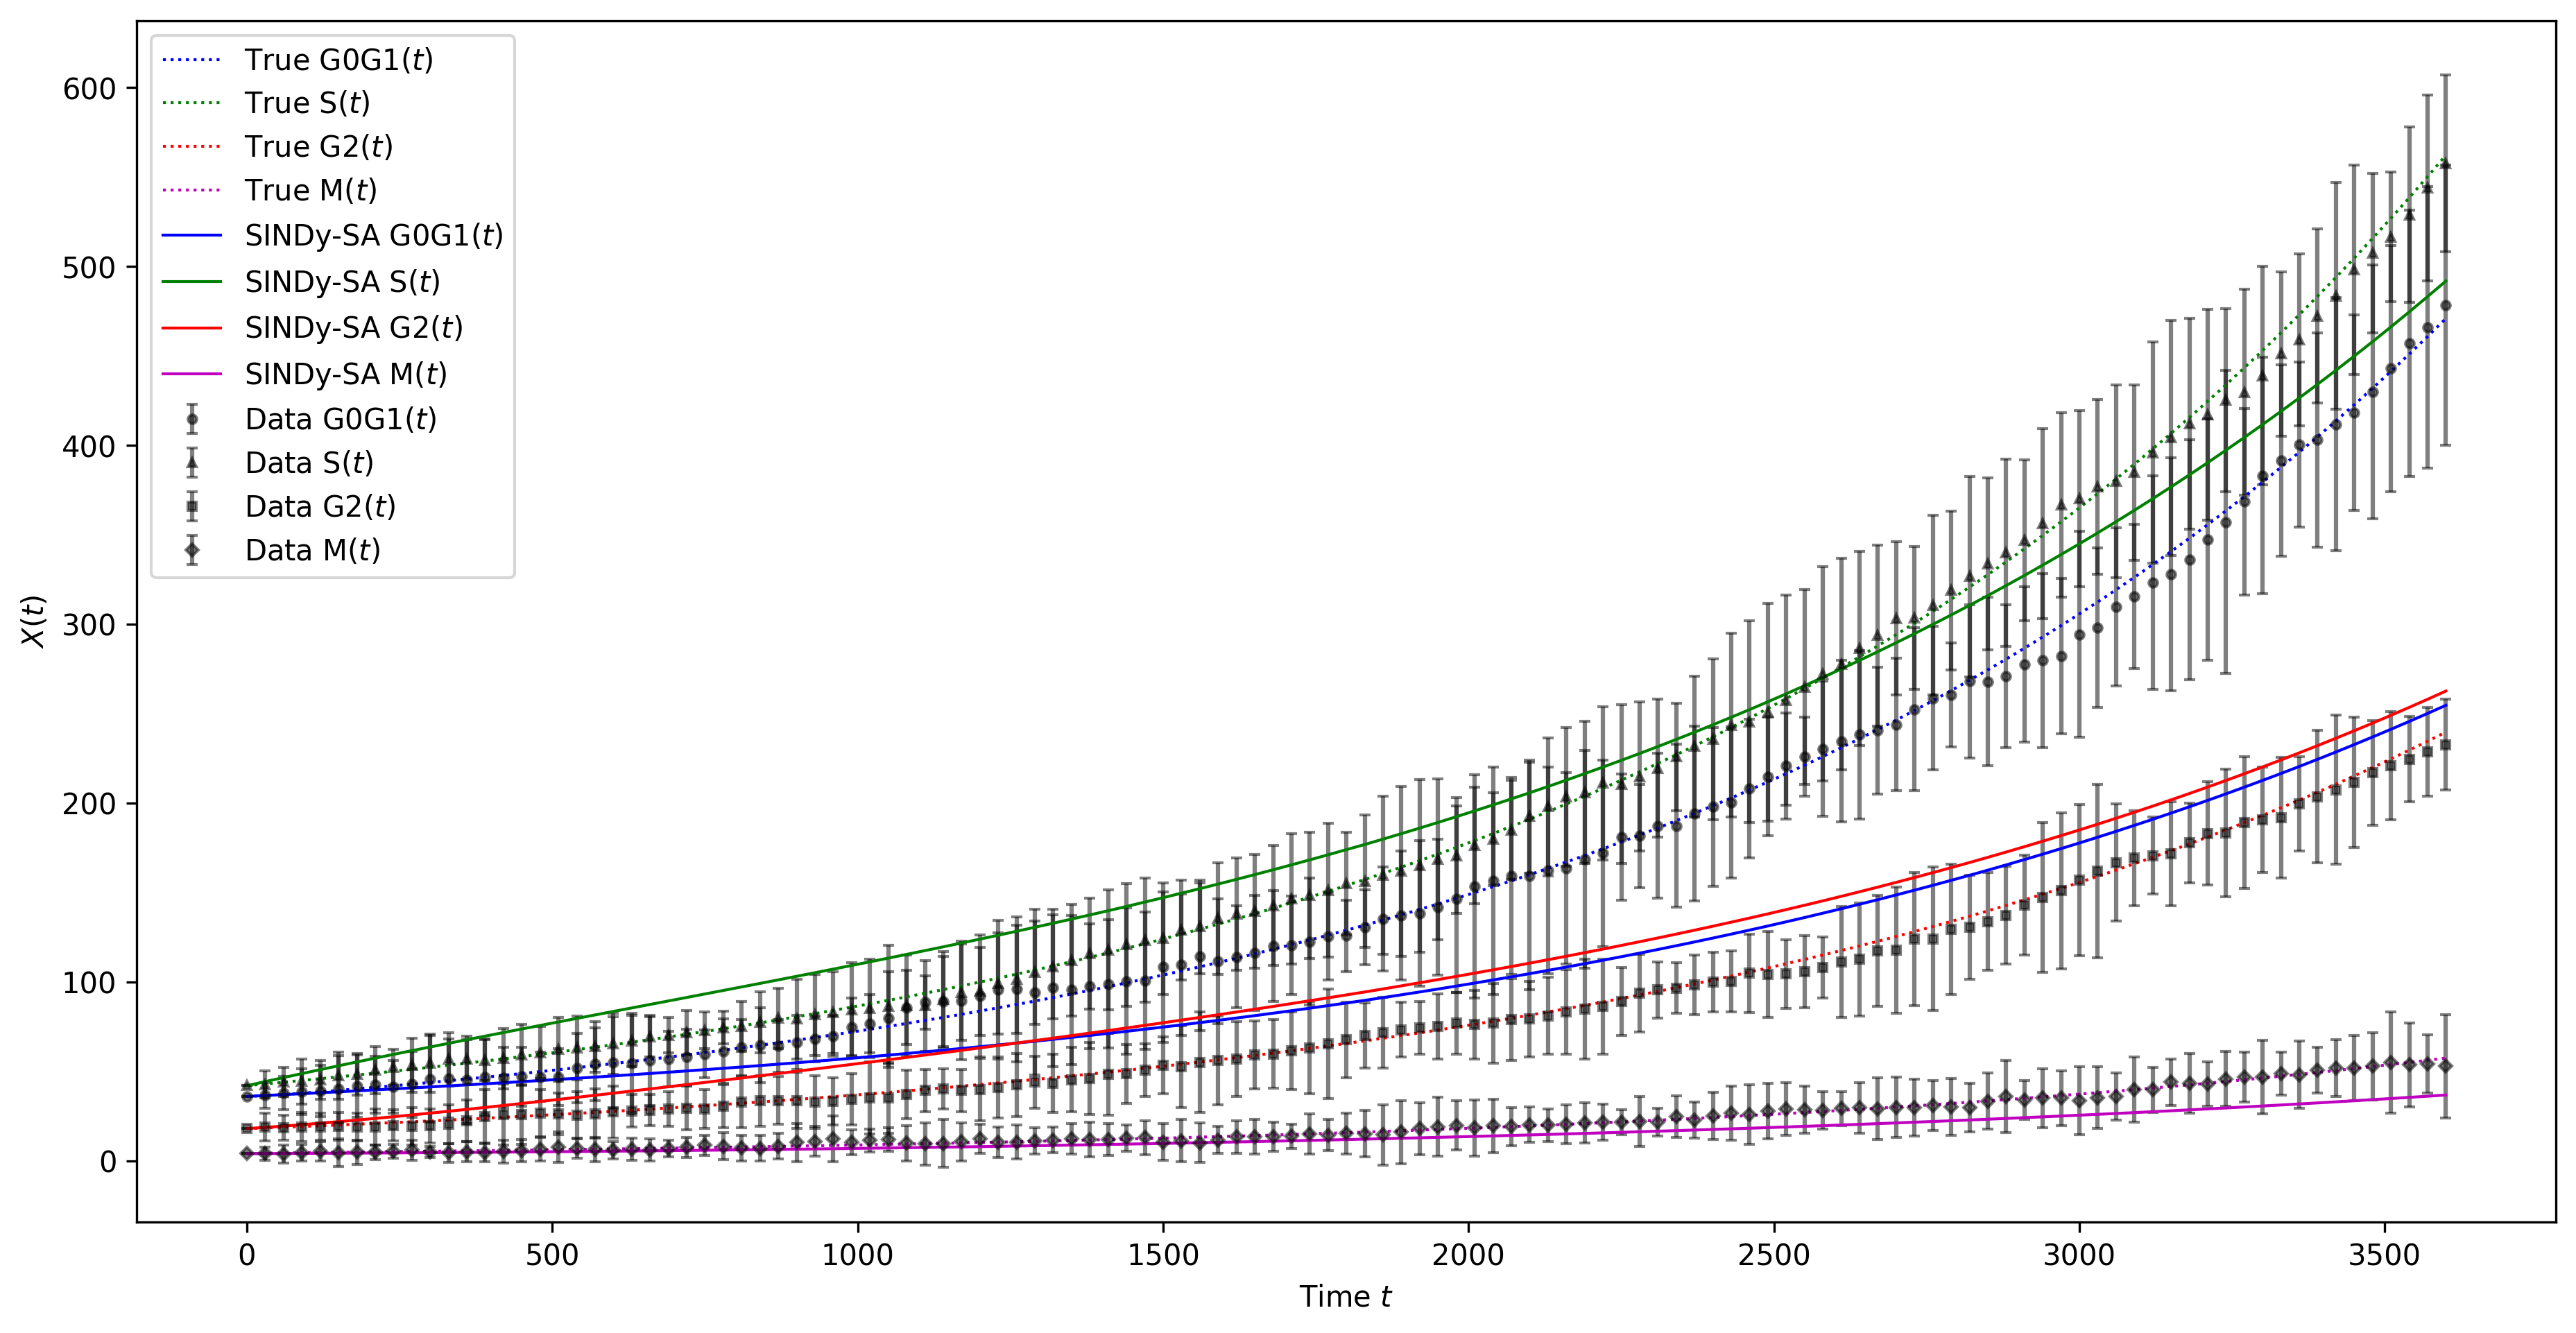 True G0G1(t)
True S(t)
True G2(t)
True M(t)
SINDy-SA G0G1(t)
SINDy-SA S(t)
SINDy-SA G2(t)
SINDy-SA M(t)
Data G0G1(t)
Data S(t)
Data G2(t)
Data M(t)
600
500
400
300
200
100
0
X(t)
0 500 1000 1500 2000 2500 3000 3500
Time t